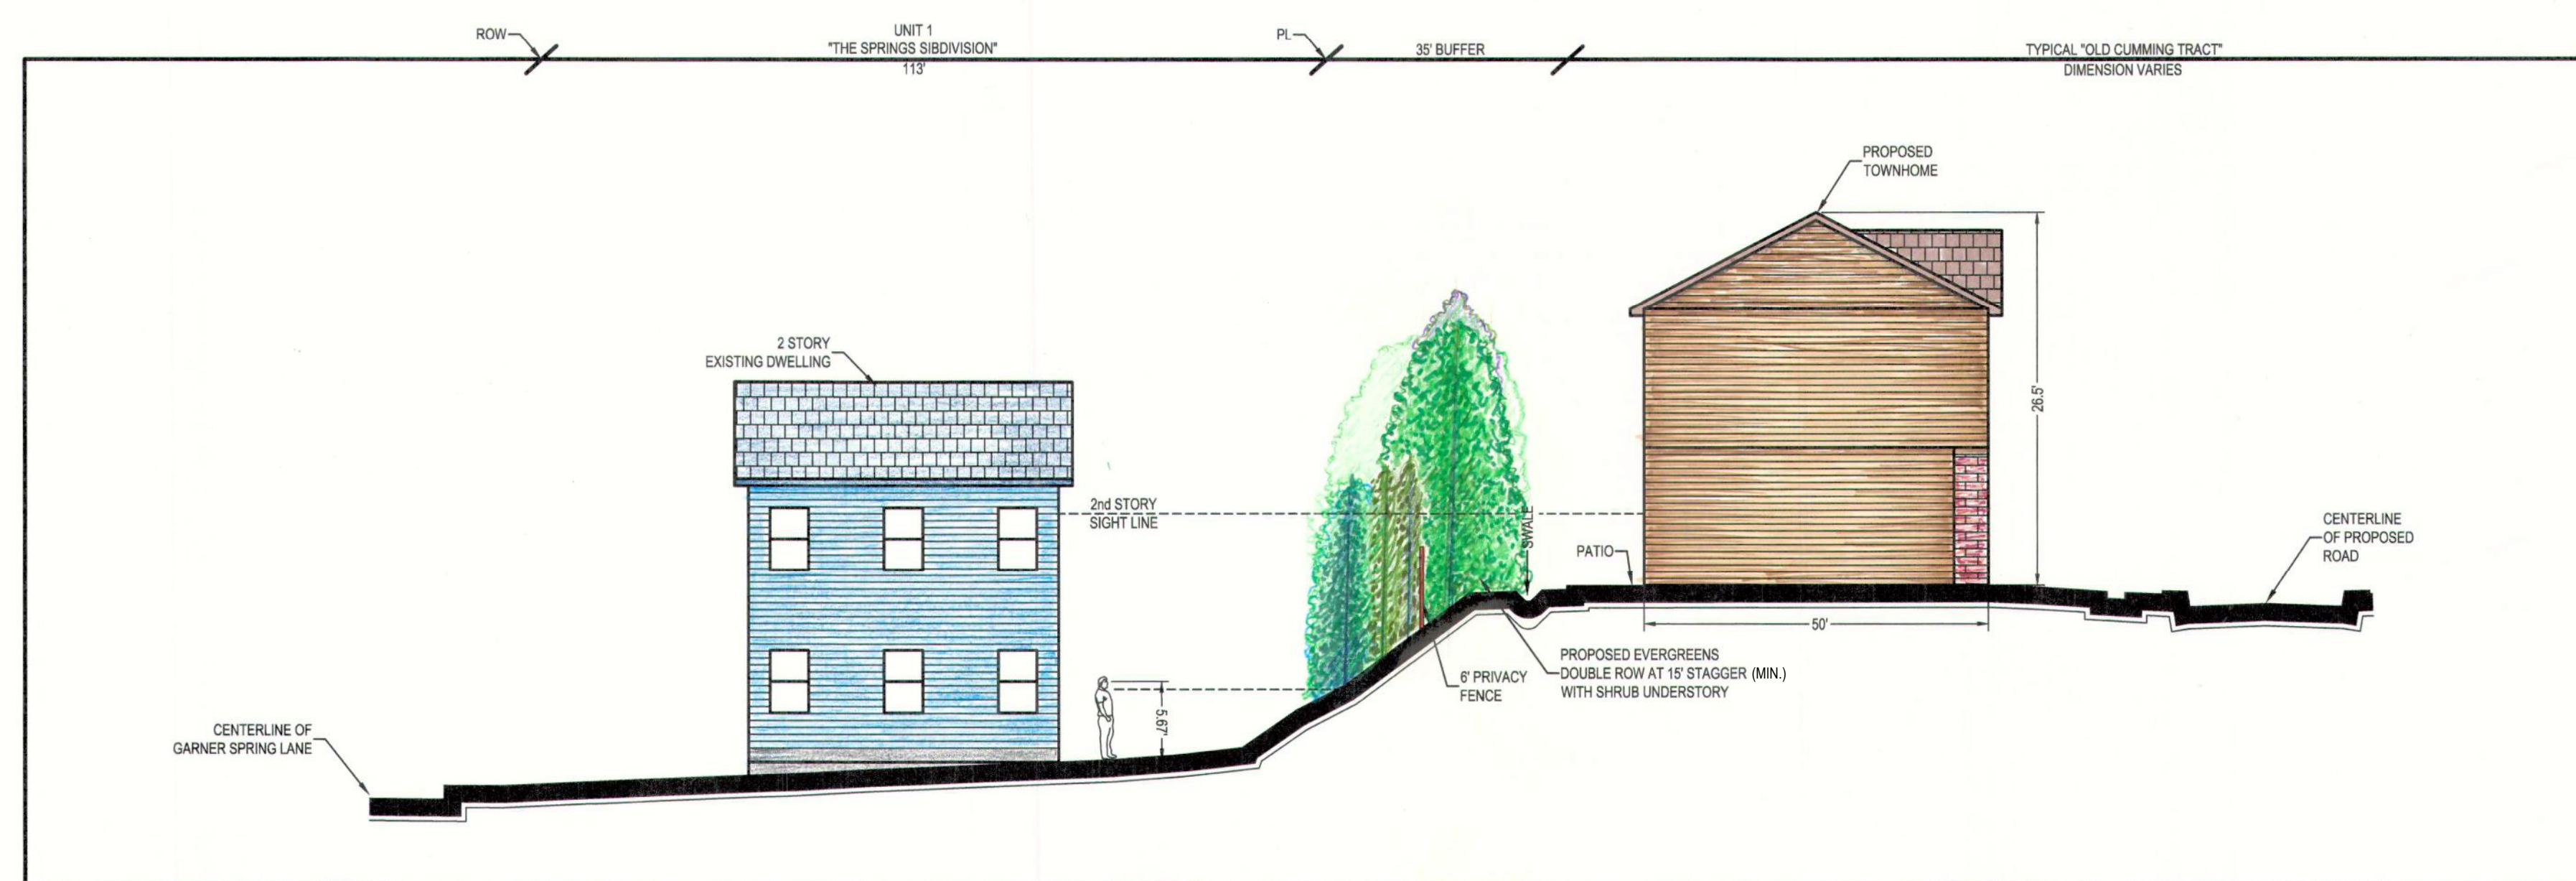 ROW
UNIT 1
"THE SPRINGS SIBDIVISION"
113'
PL
35' BUFFER
TYPICAL "OLD CUMMING TRACT"
DIMENSION VARIES
PROPOSED
TOWNHOME
2 STORY
EXISTING DWELLING
26.5'
2nd STORY
SIGHT LINE
SWALE
PATIO
CENTERLINE
OF PROPOSED
ROAD
50'
PROPOSED EVERGREENS
DOUBLE ROW AT 15' STAGGER (MIN.)
WITH SHRUB UNDERSTORY
6' PRIVACY
FENCE
5.67'
CENTERLINE OF
GARNER SPRING LANE